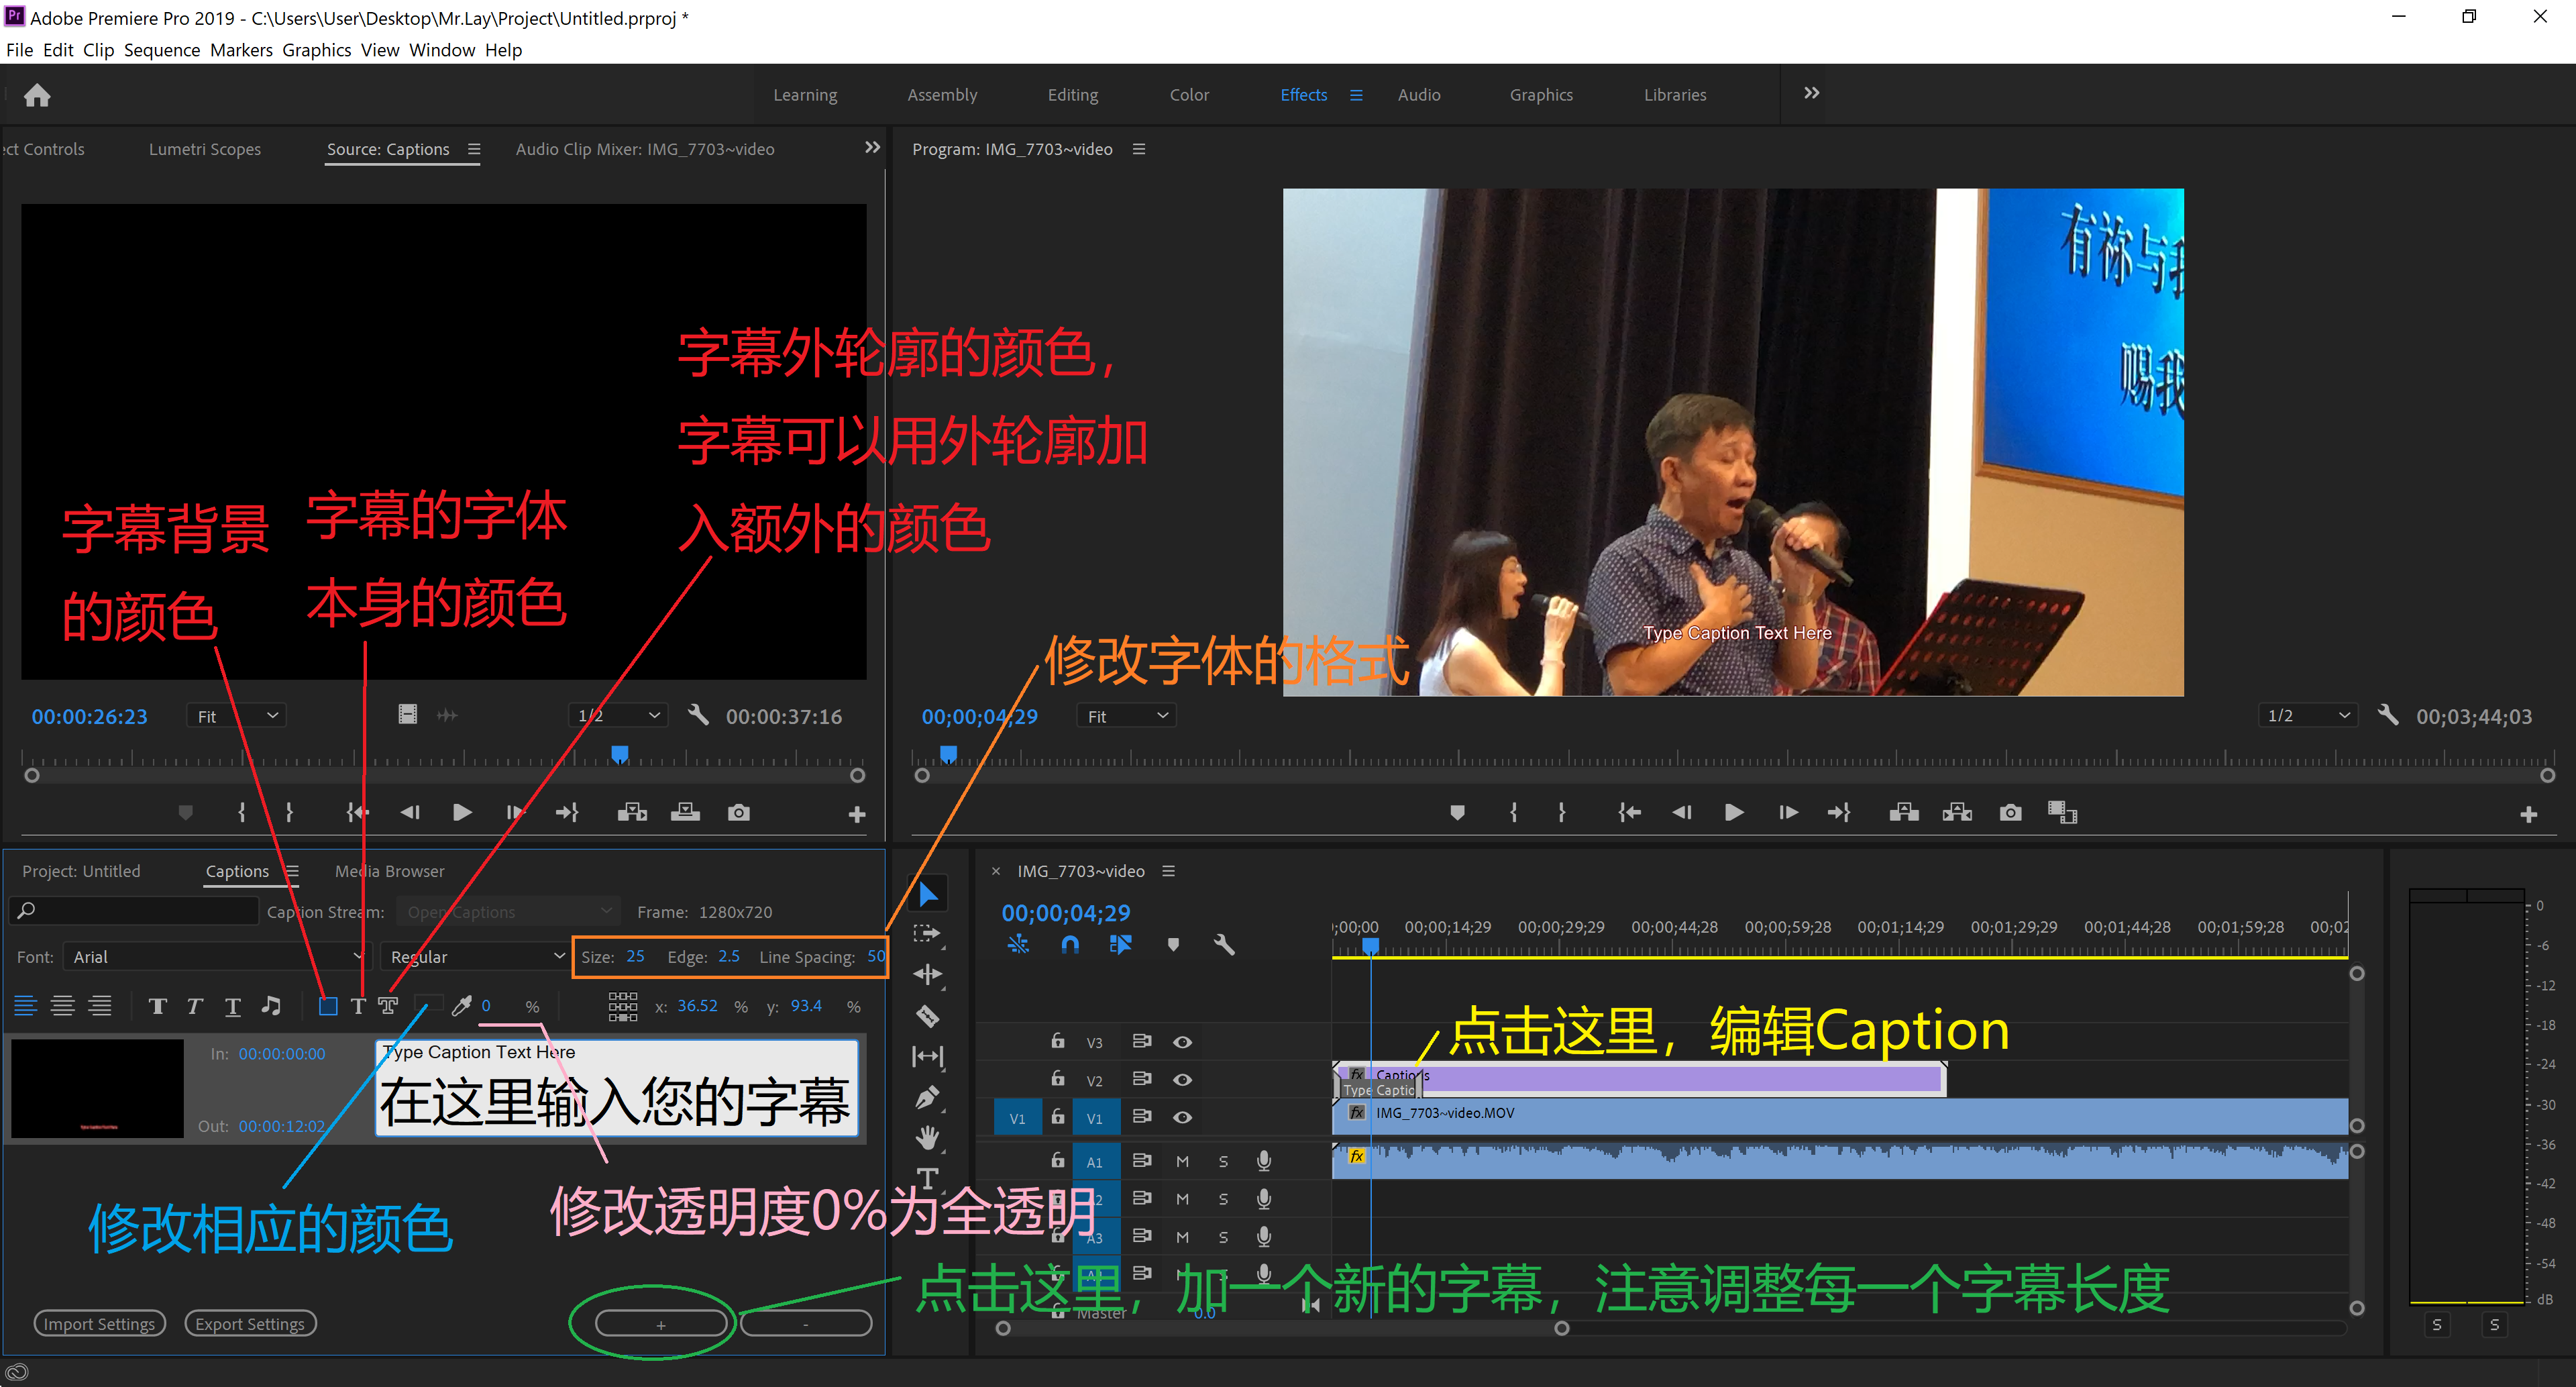 Adobe Premiere Pro 2019 - C:\Users\User\Desktop\Mr.Lay\Project\Untitled.prproj *
File Edit Clip Sequence Markers Graphics View Window Help
Learning Assembly Editing Color Effects Audio Graphics Libraries
ect Controls Lumetri Scopes Source: Captions Audio Clip Mixer: IMG_7703~video
Program: IMG_7703~video
有祢与我
赐我
字幕外轮廓的颜色，
字幕可以用外轮廓加
入额外的颜色
字幕背景
的颜色
字幕的字体
本身的颜色
Type Caption Text Here
修改字体的格式
00:00:26:23 Fit 1/2 00:00:37:16
00;00;04;29 Fit 1/2 00;03;44;03
Project: Untitled Captions Media Browser
Caption Stream: Open Captions Frame: 1280x720
Font: Arial Regular Size: 25 Edge: 2.5 Line Spacing: 50
0 % x: 36.52 % y: 93.4 %
In: 00:00:00:00
Out: 00:00:12:02
Type Caption Text Here
在这里输入您的字幕
修改相应的颜色
修改透明度0%为全透明
Import Settings Export Settings + -
× IMG_7703~video
00;00;04;29
;00;00 00;00;14;29 00;00;29;29 00;00;44;28 00;00;59;28 00;01;14;29 00;01;29;29 00;01;44;28 00;01;59;28 00;02
点击这里，编辑Caption
V3
V2 fx Captions
Type Captio
V1 V1 fx IMG_7703~video.MOV
A1 M S fx
A2 M S
A3 M S
M S
点击这里，加一个新的字幕，注意调整每一个字幕长度
Master 0.0
0
-6
-12
-18
-24
-30
-36
-42
-48
-54
dB
S S